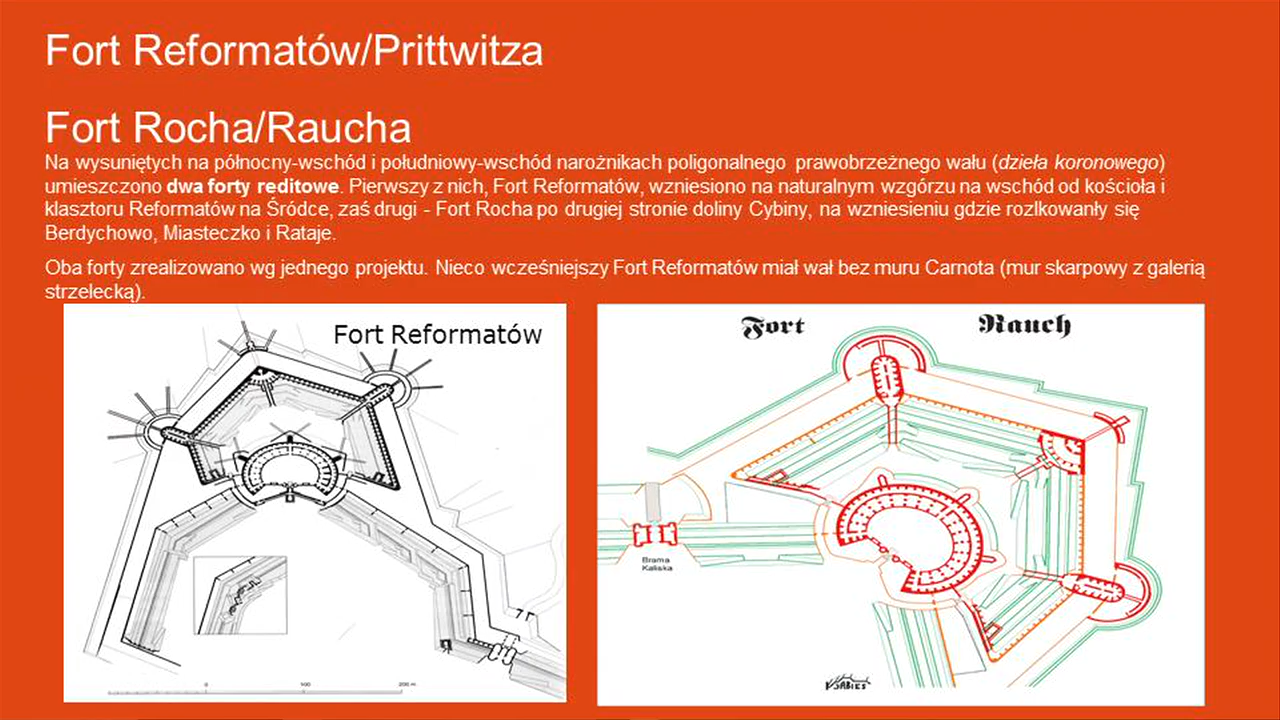 Fort Reformatów/Prittwitza
Fort Rocha/Raucha
Na wysuniętych na północny-wschód i południowy-wschód narożnikach poligonalnego prawobrzeżnego wału (dzieła koronowego)
umieszczono dwa forty reditowe. Pierwszy z nich, Fort Reformatów, wzniesiono na naturalnym wzgórzu na wschód od kościoła i
klasztoru Reformatów na Śródce, zaś drugi - Fort Rocha po drugiej stronie doliny Cybiny, na wzniesieniu gdzie rozlkowanły się
Berdychowo, Miasteczko i Rataje.
Oba forty zrealizowano wg jednego projektu. Nieco wcześniejszy Fort Reformatów miał wał bez muru Carnota (mur skarpowy z galerią
strzelecką).
Fort Reformatów
Fort Rauch
Brama
Kaliska
0 100 200 m